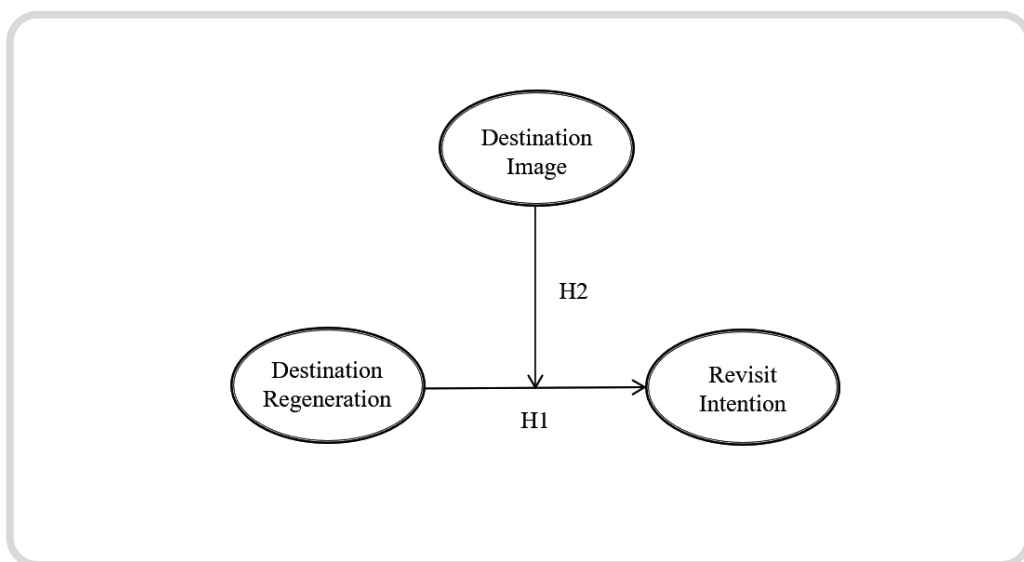 Destination
Image
H2
Destination
Regeneration
Revisit
Intention
H1